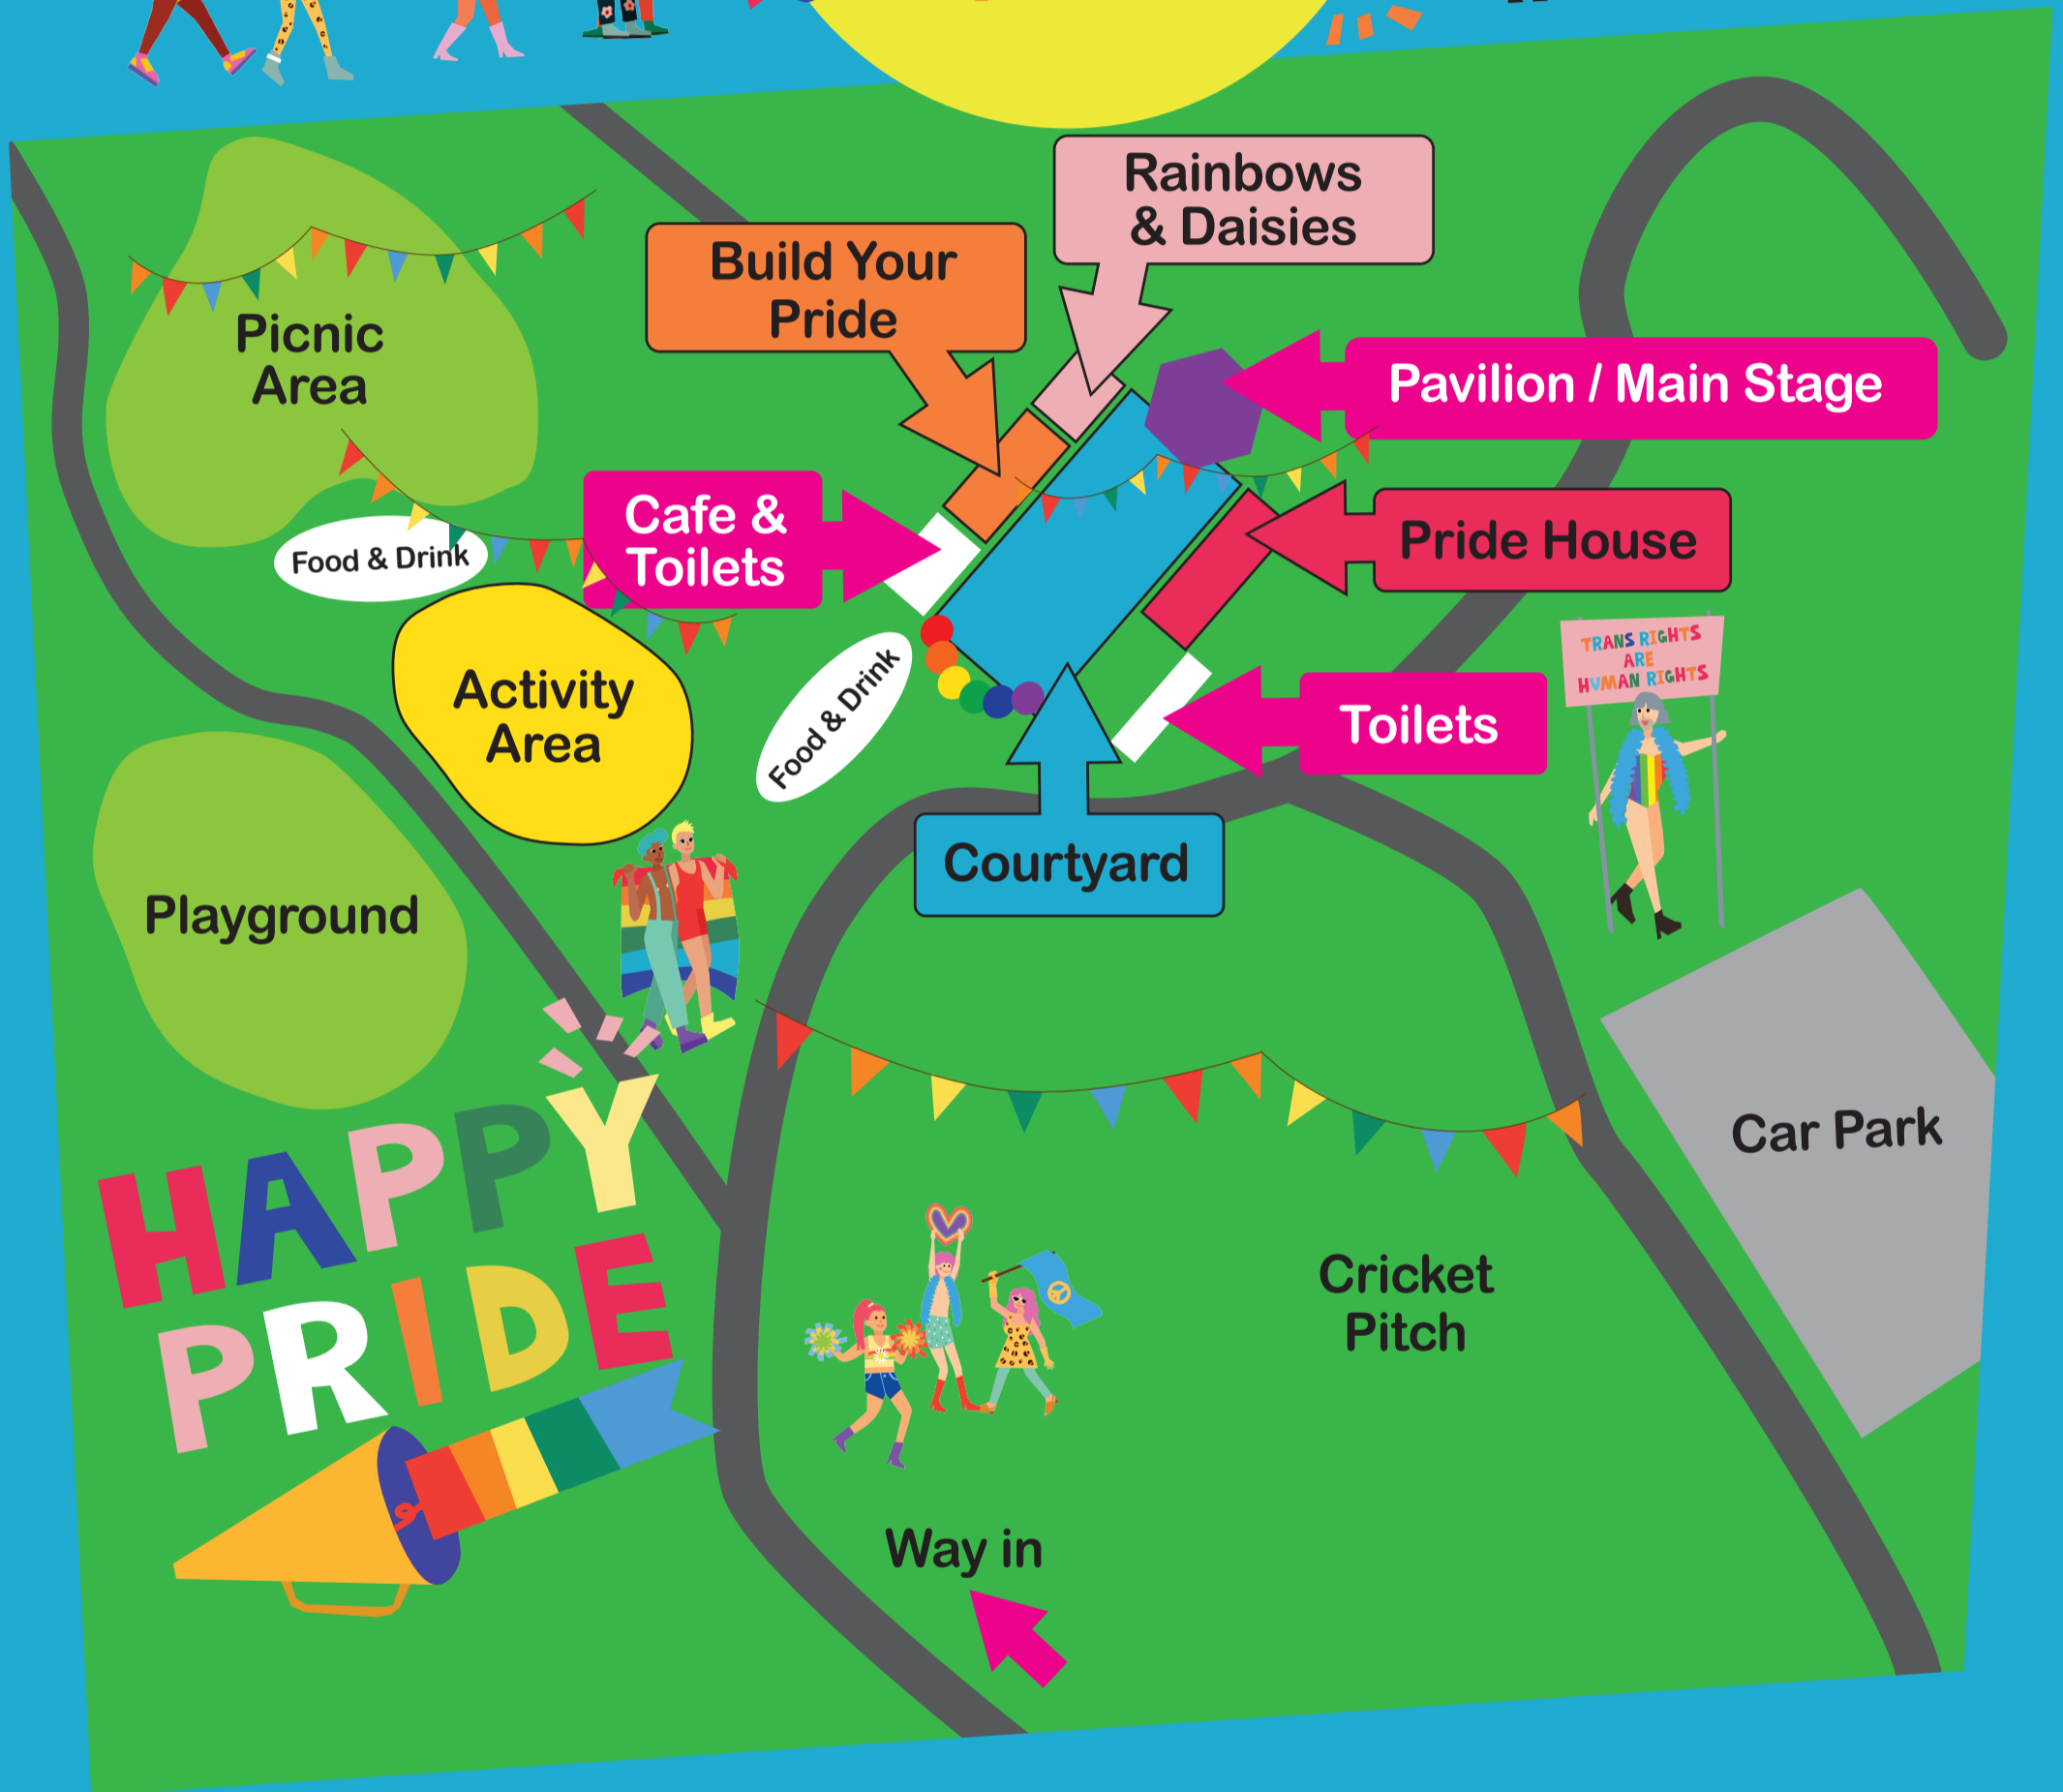 Rainbows
& Daisies
Build Your
Pride
Picnic
Area
Pavilion / Main Stage
Cafe &
Toilets
Pride House
Food & Drink
TRANS RIGHTS
ARE
HUMAN RIGHTS
Activity
Area
Food & Drink
Toilets
Courtyard
Playground
Car Park
HAPPY
PRIDE
Cricket
Pitch
Way in